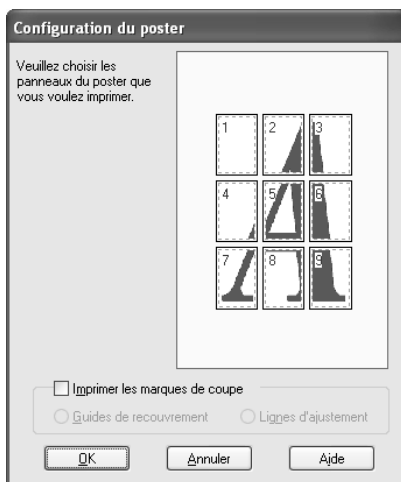 Configuration du poster
Veuillez choisir les
panneaux du poster que
vous voulez imprimer.
1 2 3
4 5 6
7 8 9
Imprimer les marques de coupe
Guides de recouvrement Lignes d'ajustement
OK Annuler Aide